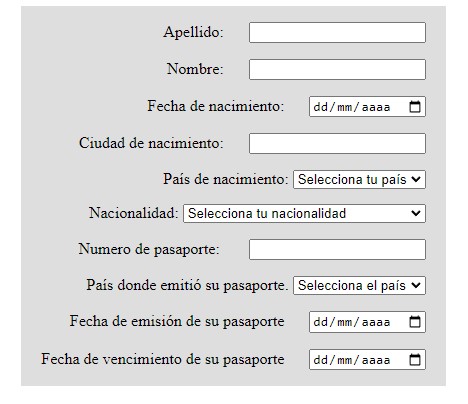 Apellido:
Nombre:
Fecha de nacimiento: dd/mm/aaaa
Ciudad de nacimiento:
País de nacimiento: Selecciona tu país
Nacionalidad: Selecciona tu nacionalidad
Numero de pasaporte:
País donde emitió su pasaporte. Selecciona el país
Fecha de emisión de su pasaporte dd/mm/aaaa
Fecha de vencimiento de su pasaporte dd/mm/aaaa